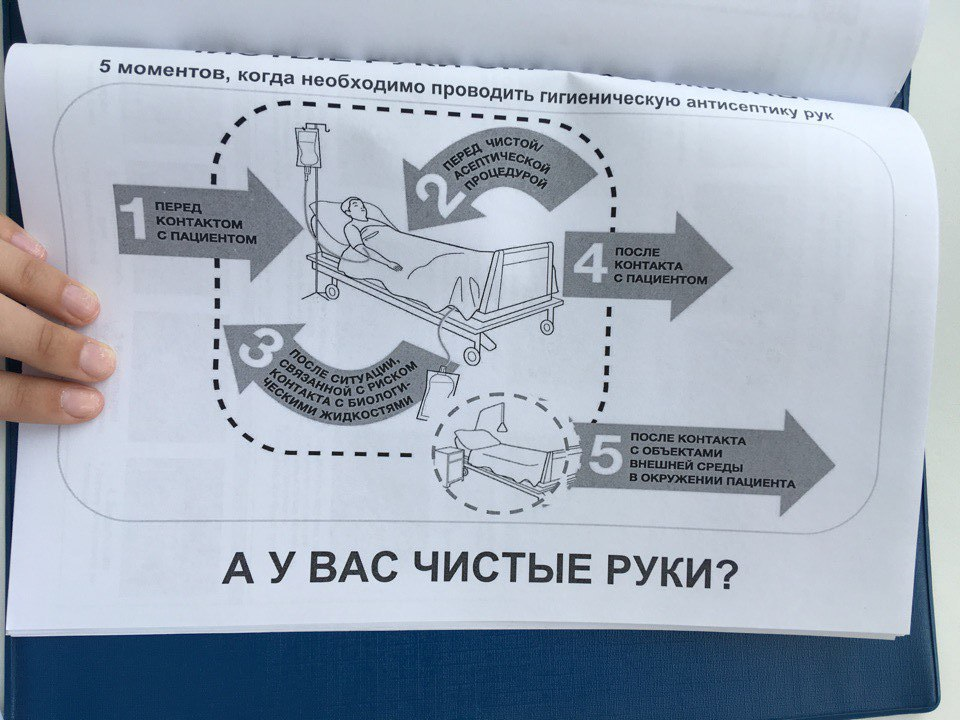 5 моментов, когда необходимо проводить гигиеническую антисептику рук
1
ПЕРЕД
КОНТАКТОМ
С ПАЦИЕНТОМ
2
ПЕРЕД ЧИСТОЙ/
АСЕПТИЧЕСКОЙ
ПРОЦЕДУРОЙ
3
ПОСЛЕ СИТУАЦИИ,
СВЯЗАННОЙ С РИСКОМ
КОНТАКТА С БИОЛОГИ-
ЧЕСКИМИ ЖИДКОСТЯМИ
4
ПОСЛЕ
КОНТАКТА
С ПАЦИЕНТОМ
5
ПОСЛЕ КОНТАКТА
С ОБЪЕКТАМИ
ВНЕШНЕЙ СРЕДЫ
В ОКРУЖЕНИИ ПАЦИЕНТА
А У ВАС ЧИСТЫЕ РУКИ?